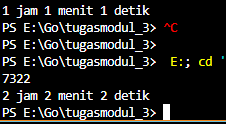 1 jam 1 menit 1 detik
PS E:\Go\tugasmodul_3> ^C
PS E:\Go\tugasmodul_3>  E:; cd '
7322
2 jam 2 menit 2 detik
PS E:\Go\tugasmodul_3>